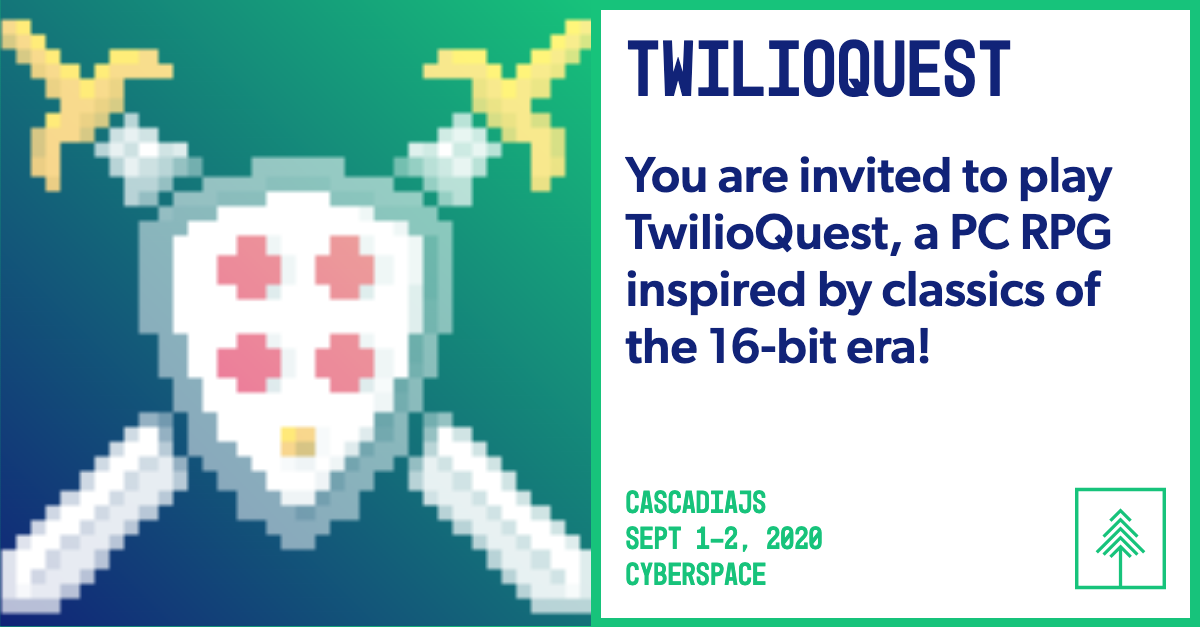 TWILIOQUEST
You are invited to play
TwilioQuest, a PC RPG
inspired by classics of
the 16-bit era!
CASCADIAJS
SEPT 1–2, 2020
CYBERSPACE